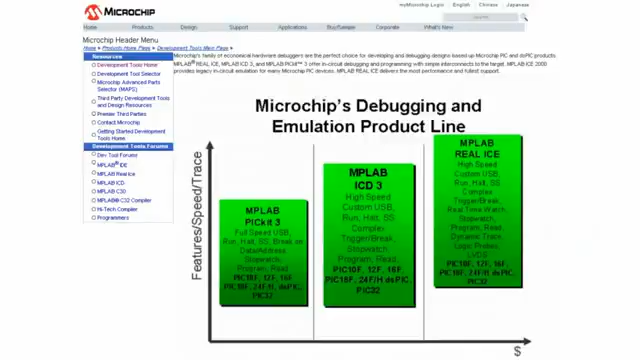 MICROCHIP
myMicrochip Login English Chinese Japanese
Search
Home Products Design Support Applications Buy/Sample Corporate What's New
Microchip Header Menu
Home » Products Home Page » Development Tools Main Page
Resources
Development Tools Home
Development Tool Selector
Microchip Advanced Parts
Selector (MAPS)
Third Party Development Tools
and Design Resources
Premier Third Parties
Contact Microchip
Getting Started Development
Tools Home
Development Tools Forums
Dev Tool Forums
MPLAB® IDE
MPLAB Real Ice
MPLAB ICD
MPLAB C30
MPLAB® C32 Compiler
Hi-Tech Compiler
Programmers
Microchip's family of economical hardware debuggers are the perfect choice for developing and debugging designs based up Microchip PIC and dsPIC products.
MPLAB® REAL ICE, MPLAB ICD 3, and MPLAB PICkit™ 3 offer in-circuit debugging and programming with simple interconnects to the target. MPLAB ICE 2000
provides legacy in-circuit emulation for many Microchip PIC devices. MPLAB REAL ICE delivers the most performance and fullest support.
Microchip's Debugging and
Emulation Product Line
Features/Speed/Trace
MPLAB
PICkit 3
Full Speed USB,
Run, Halt, SS, Break on
Data/Address,
Stopwatch,
Program, Read
PIC10F, 12F, 16F,
PIC18F, 24F/H, dsPIC,
PIC32
MPLAB
ICD 3
High Speed
Custom USB,
Run, Halt, SS
Complex
Trigger/Break,
Stopwatch,
Program, Read,
PIC10F, 12F, 16F,
PIC18F, 24F/H dsPIC,
PIC32
MPLAB
REAL ICE
High Speed
Custom USB,
Run, Halt, SS,
Complex
Trigger/Break,
Real Time Watch,
Stopwatch,
Program, Read,
Dynamic Trace,
Logic Probes,
LVDS
PIC10F, 12F, 16F,
PIC18F, 24F/H, dsPIC,
PIC32
$